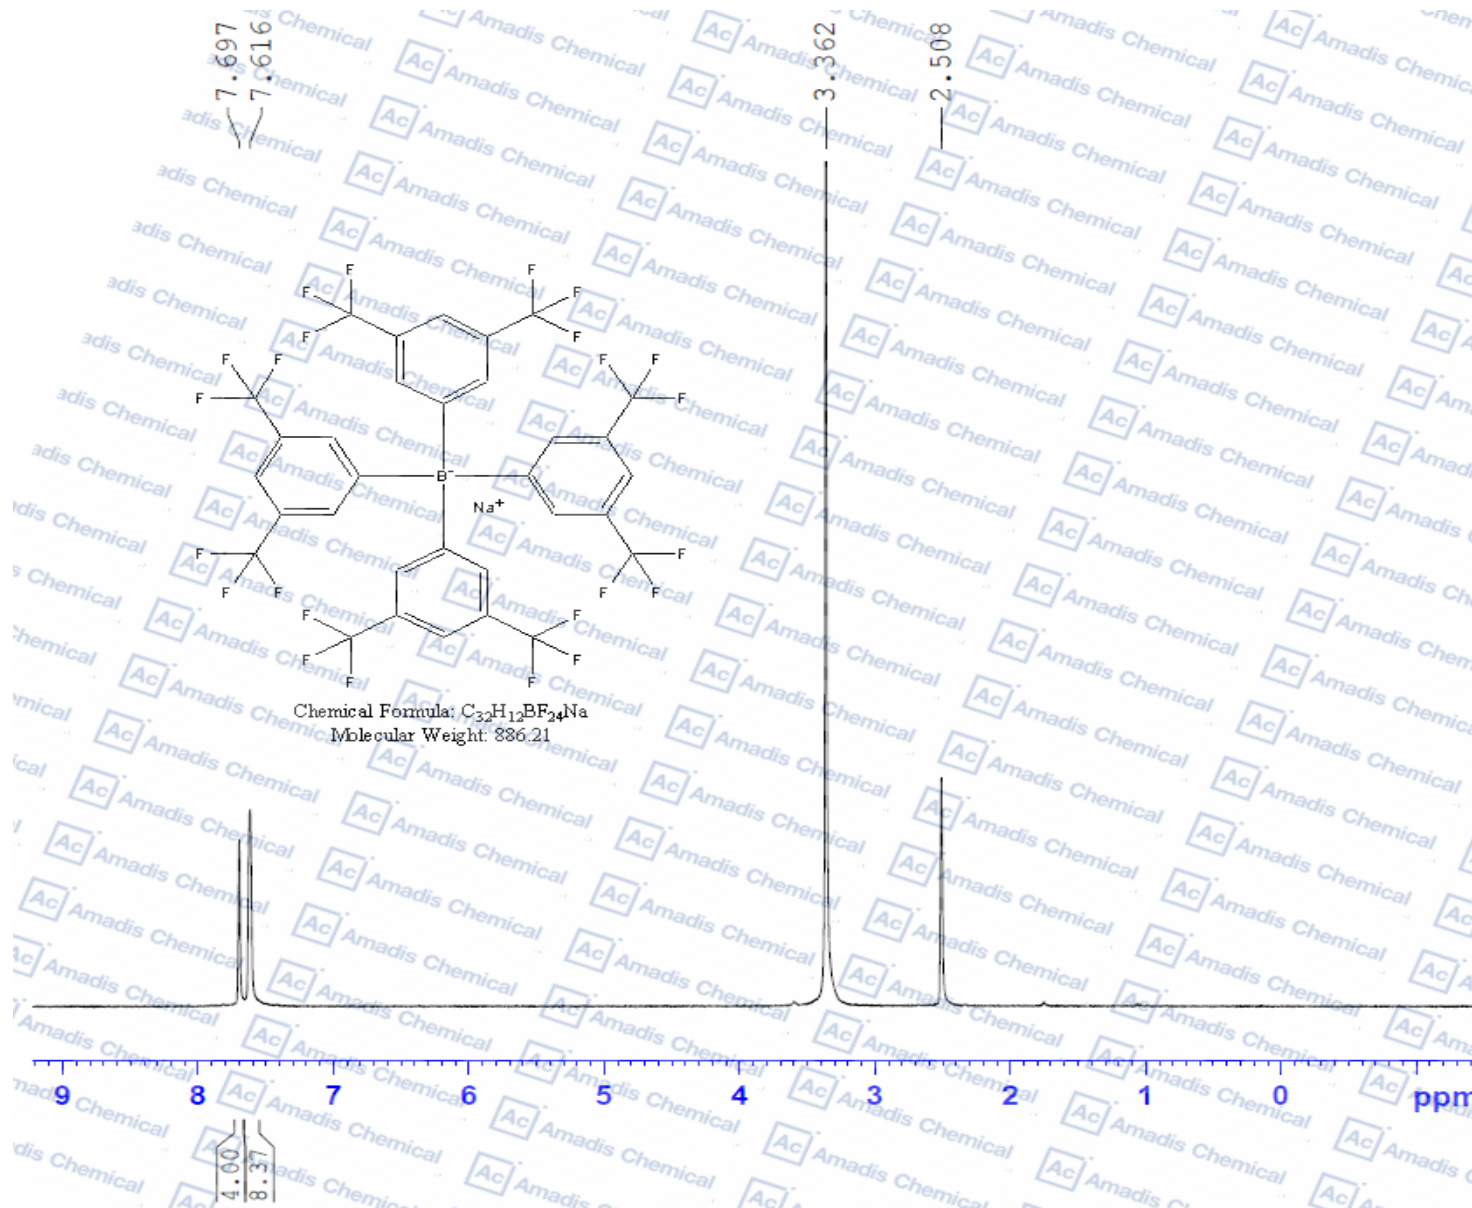 7.697
7.616
3.362
2.508
F F
F F F F
F F
F F F F
F F F F
B-
Na+
F F F F
F F F F
F F F F
F F
Chemical Formula: C32H12BF24Na
Molecular Weight: 886.21
9 8 7 6 5 4 3 2 1 0 ppm
4.00
8.37
Ac Amadis Chemical